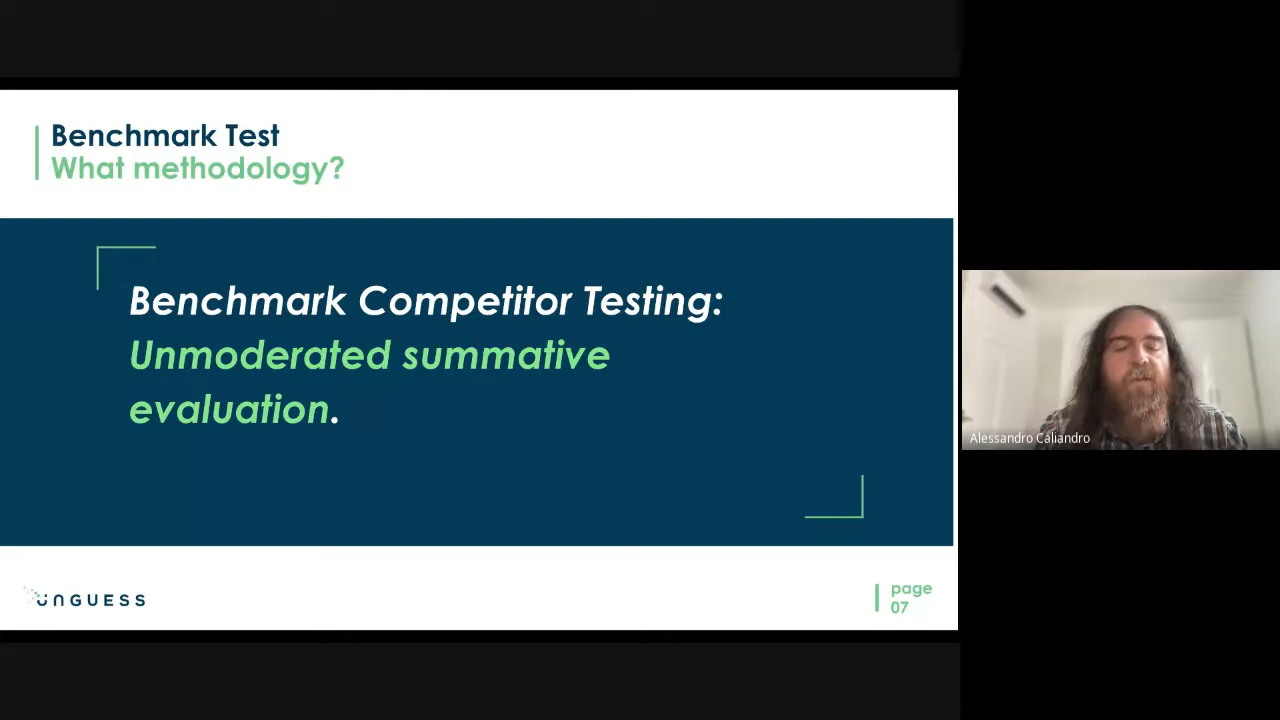 Benchmark Test
What methodology?
Benchmark Competitor Testing:
Unmoderated summative
evaluation.
UNGUESS
page
07
Alessandro Caliandro